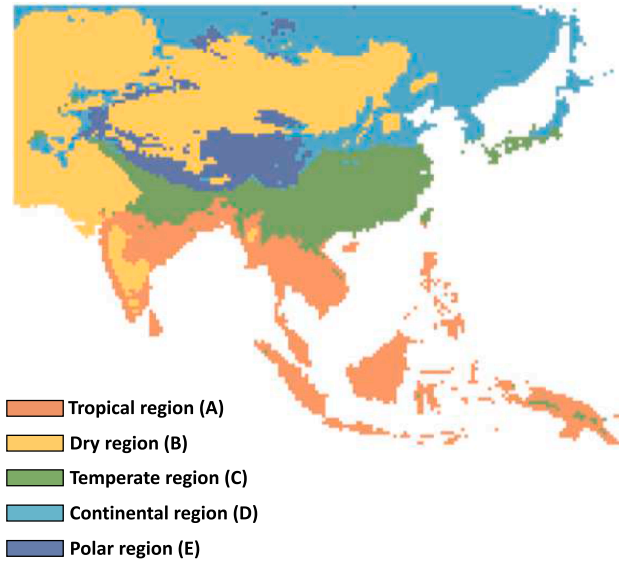 Tropical region (A)
Dry region (B)
Temperate region (C)
Continental region (D)
Polar region (E)